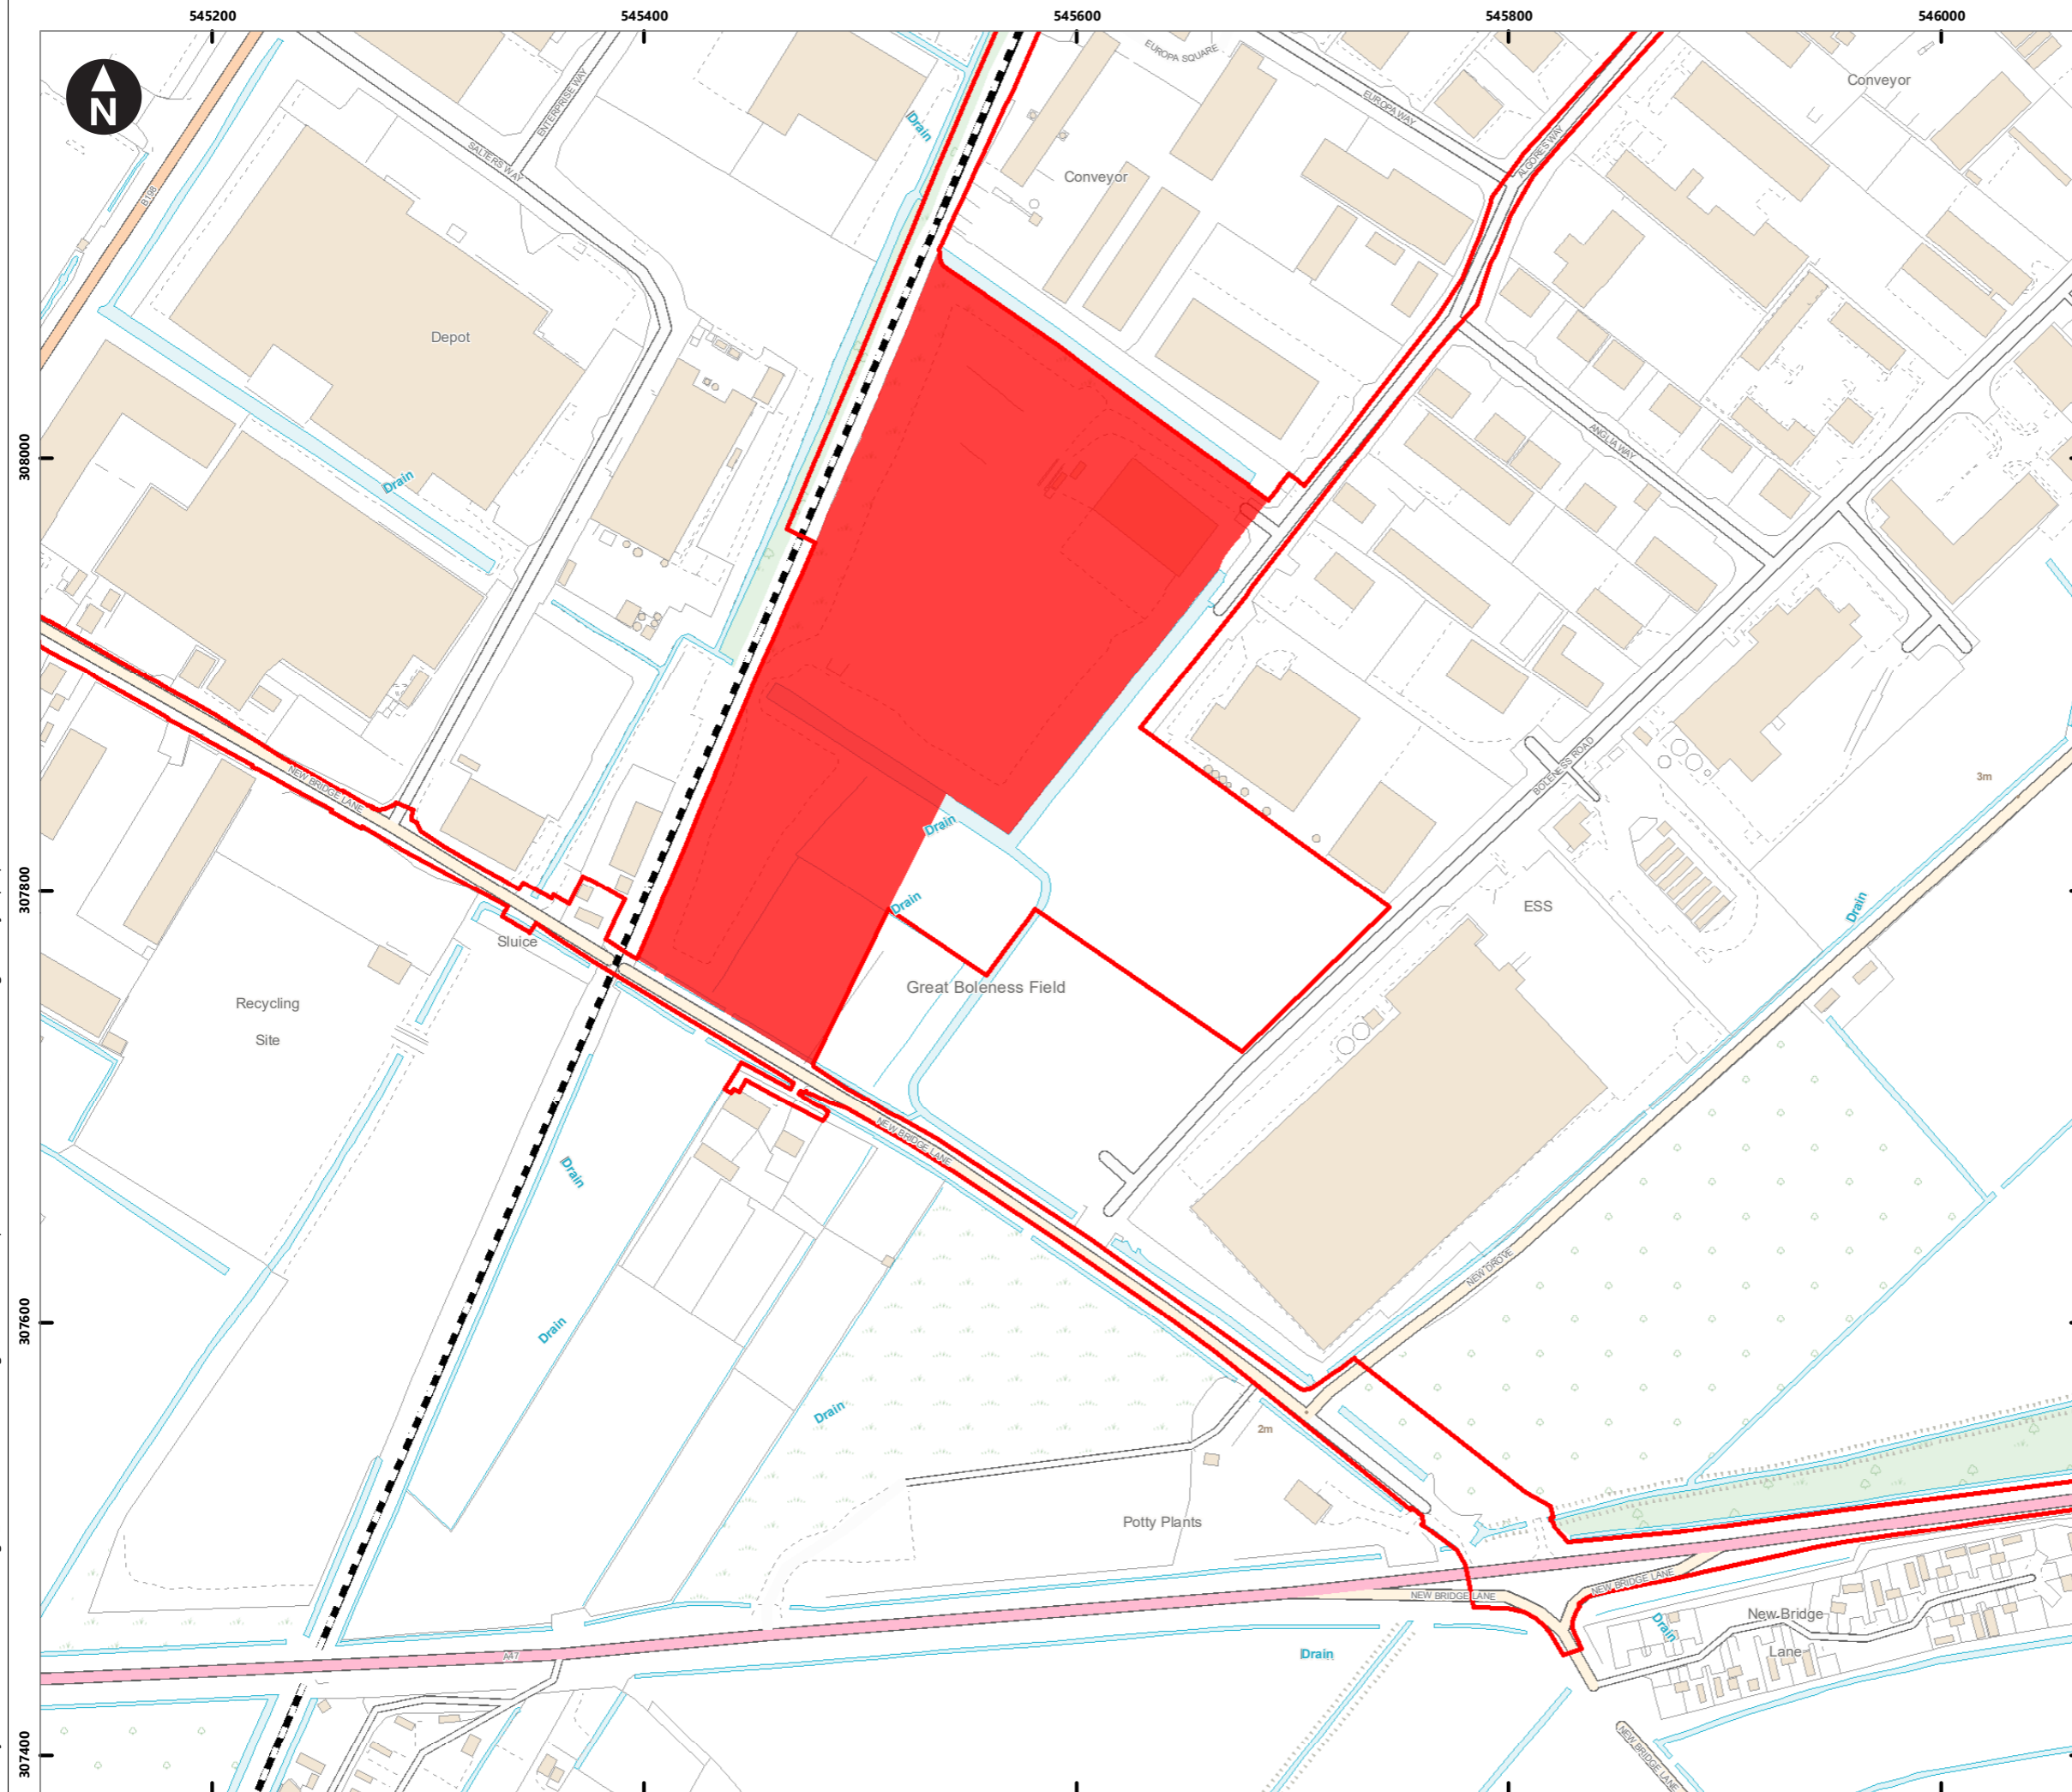 545200
545400
545600
545800
546000
N
EUROPA SQUARE
Conveyor
ENTERPRISE WAY
EUROPA WAY
Drain
SALTERS WAY
ALGORES WAY
Conveyor
B198
Depot
308000
ANGLIA WAY
Drain
NEW BRIDGE LANE
BOLENESS ROAD
3m
Drain
307800
Drain
ESS
Drain
Sluice
Great Boleness Field
Recycling
Site
NEW BRIDGE LANE
Drain
NEW DROVE
307600
Drain
Drain
2m
Potty Plants
NEW BRIDGE LANE
NEW BRIDGE LANE
New Bridge
Lane
Drain
Drain
A47
307400
NEW BRIDGE LANE